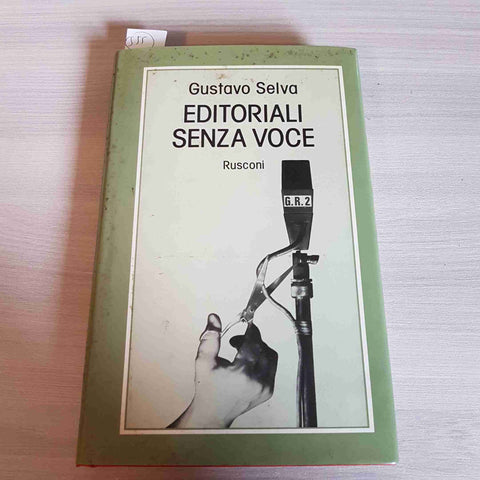 Gustavo Selva
EDITORIALI
SENZA VOCE
Rusconi
G.R.2